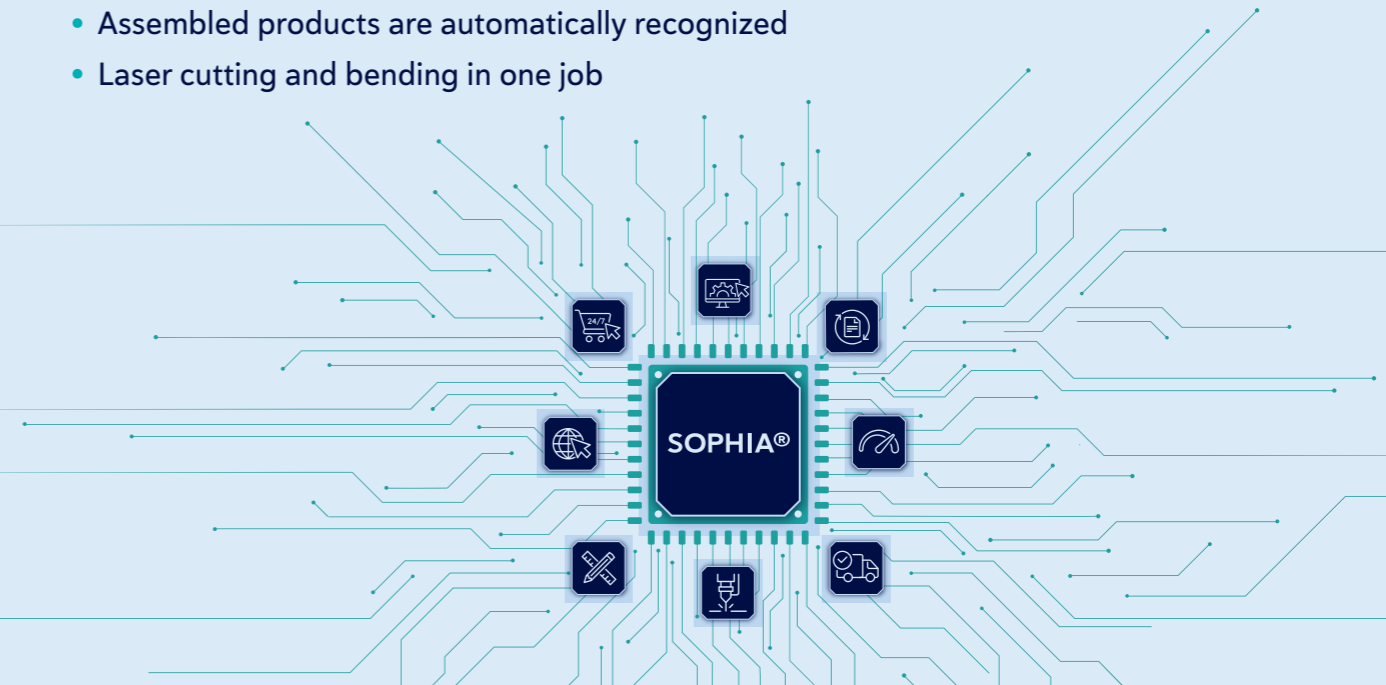 • Assembled products are automatically recognized
• Laser cutting and bending in one job
24/7
SOPHIA®